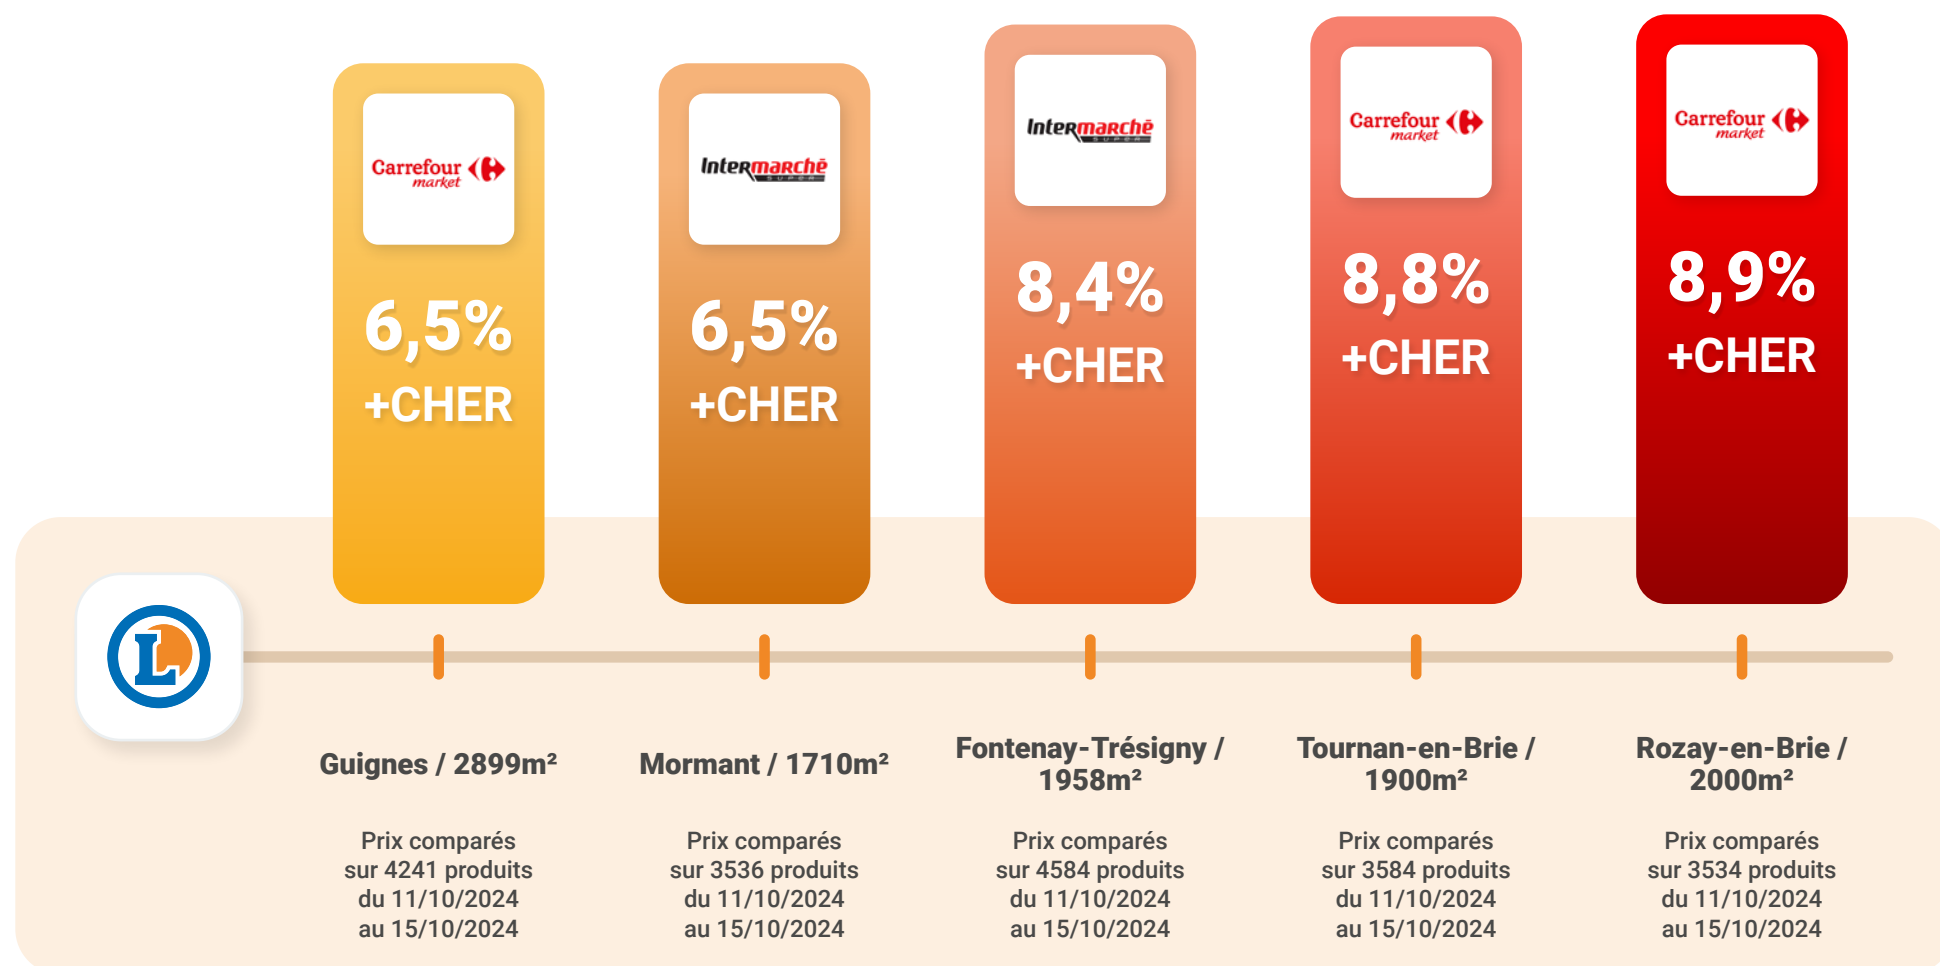 Carrefour
market
6,5%
+CHER
Intermarchē
SUPER
6,5%
+CHER
Intermarchē
SUPER
8,4%
+CHER
Carrefour
market
8,8%
+CHER
Carrefour
market
8,9%
+CHER
L
Guignes / 2899m²
Prix comparés
sur 4241 produits
du 11/10/2024
au 15/10/2024
Mormant / 1710m²
Prix comparés
sur 3536 produits
du 11/10/2024
au 15/10/2024
Fontenay-Trésigny /
1958m²
Prix comparés
sur 4584 produits
du 11/10/2024
au 15/10/2024
Tournan-en-Brie /
1900m²
Prix comparés
sur 3584 produits
du 11/10/2024
au 15/10/2024
Rozay-en-Brie /
2000m²
Prix comparés
sur 3534 produits
du 11/10/2024
au 15/10/2024